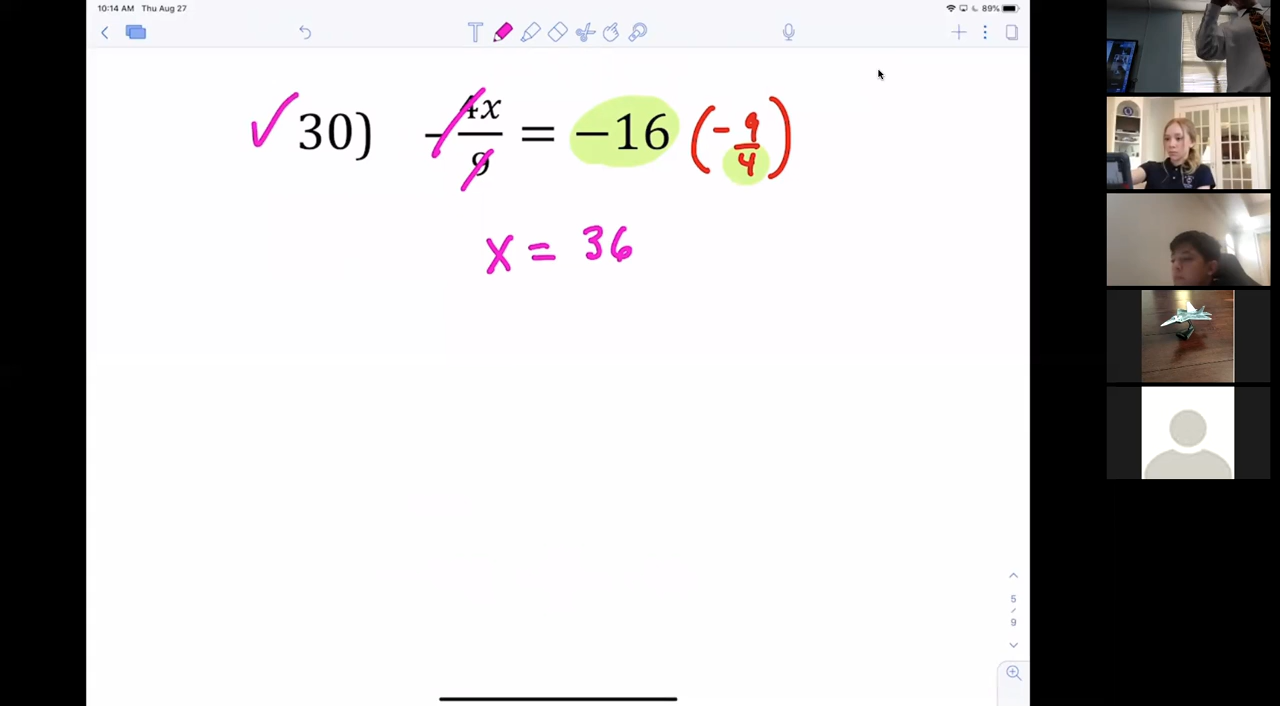 10:14 AM Thu Aug 27 89%
T
✓ 30) -4x/9 = -16 (-9/4)
x = 36
5
/
9